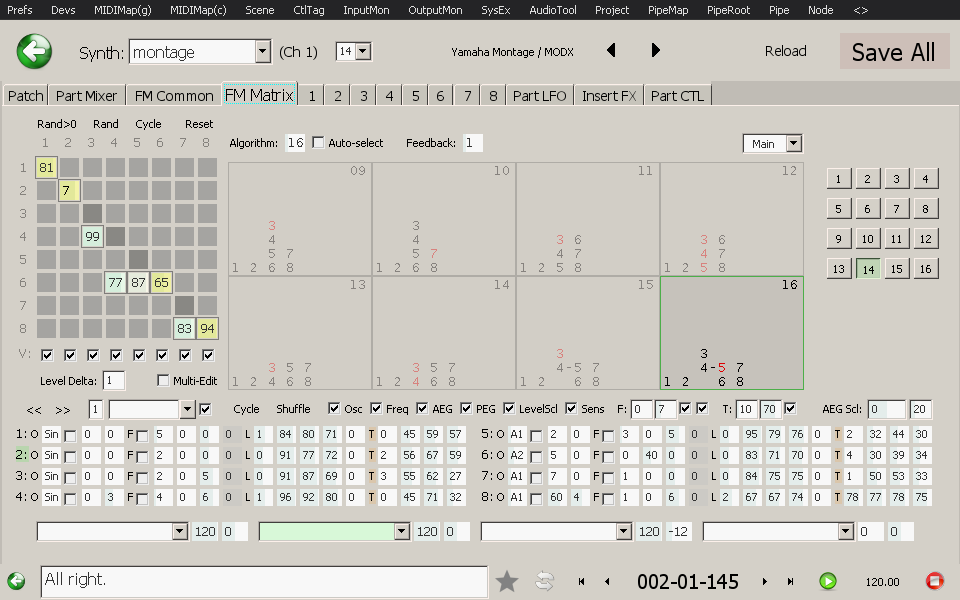 Prefs Devs MIDIMap(g) MIDIMap(c) Scene CtlTag InputMon OutputMon SysEx AudioTool Project PipeMap PipeRoot Pipe Node <>
Synth: montage (Ch 1) 14 Yamaha Montage / MODX Reload Save All
Patch Part Mixer FM Common FM Matrix 1 2 3 4 5 6 7 8 Part LFO Insert FX Part CTL
Rand>0 Rand Cycle Reset
1 2 3 4 5 6 7 8
Algorithm: 16 Auto-select Feedback: 1 Main
1 81
2 7
3
4 99
5
6 77 87 65
7
8 83 94
V:
Level Delta: 1 Multi-Edit
09 10 11 12
3 3
4 4 3 6 3 6
5 7 5 7 4 7 4 7
1 2 6 8 1 2 6 8 1 2 5 8 1 2 5 8
13 14 15 16
3 3
3 5 7 3 5 7 4-5 7 4-5 7
1 2 4 6 8 1 2 4 6 8 1 2 6 8 1 2 6 8
1 2 3 4
5 6 7 8
9 10 11 12
13 14 15 16
<< >> 1 Cycle Shuffle Osc Freq AEG PEG LevelScl Sens F: 0 7 T: 10 70 AEG Scl: 0 20
1: O Sin 0 0 F 5 0 0 0 L 1 84 80 71 0 T 0 45 59 57 5: O A1 2 0 F 3 0 5 0 L 0 95 79 76 0 T 2 32 44 30
2: O Sin 0 0 F 2 0 0 0 L 0 91 77 72 0 T 2 56 67 59 6: O A2 5 0 F 0 40 0 0 L 0 83 71 70 0 T 4 30 39 34
3: O Sin 0 0 F 2 0 5 0 L 0 91 87 69 0 T 3 55 62 27 7: O A1 7 0 F 1 0 0 0 L 0 84 75 75 0 T 1 50 53 33
4: O Sin 0 3 F 4 0 6 0 L 1 96 92 80 0 T 0 45 71 32 8: O A1 60 4 F 1 0 6 0 L 2 67 67 74 0 T 78 77 78 75
120 0 120 0 120 -12 0 0
All right. 002-01-145 120.00